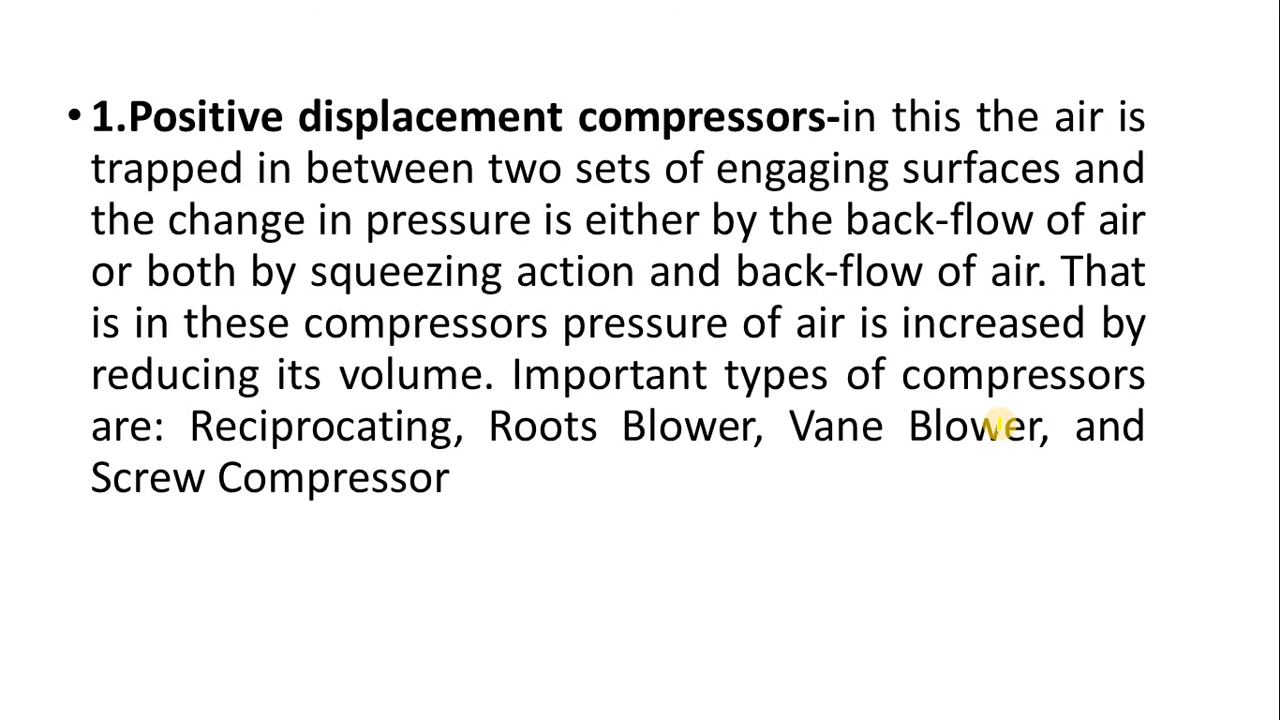 • 1.Positive displacement compressors-in this the air is
trapped in between two sets of engaging surfaces and
the change in pressure is either by the back-flow of air
or both by squeezing action and back-flow of air. That
is in these compressors pressure of air is increased by
reducing its volume. Important types of compressors
are: Reciprocating, Roots Blower, Vane Blower, and
Screw Compressor